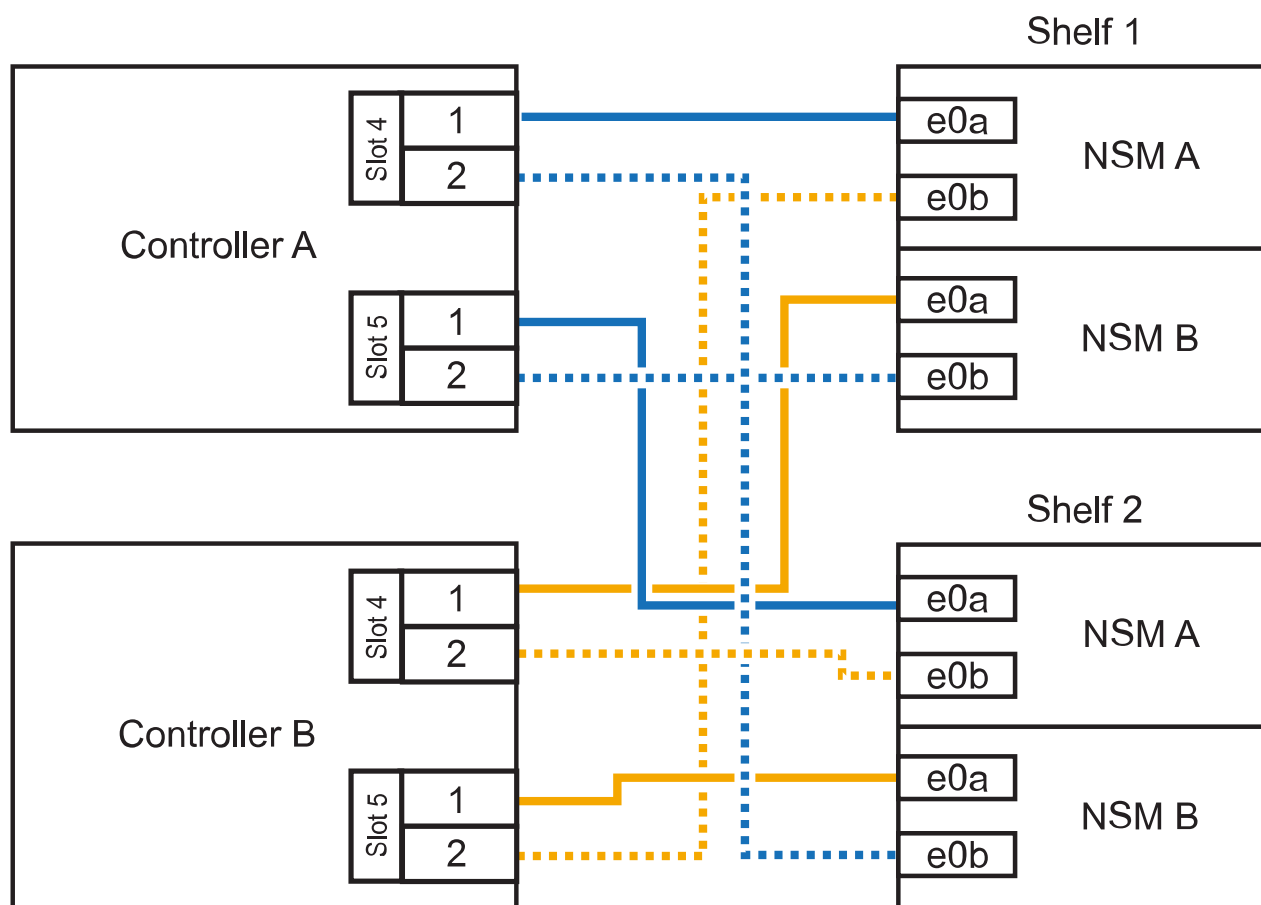 Shelf 1
Controller A
Slot 4
1
2
Slot 5
1
2
e0a
e0b
NSM A
e0a
e0b
NSM B
Shelf 2
Controller B
Slot 4
1
2
Slot 5
1
2
e0a
e0b
NSM A
e0a
e0b
NSM B